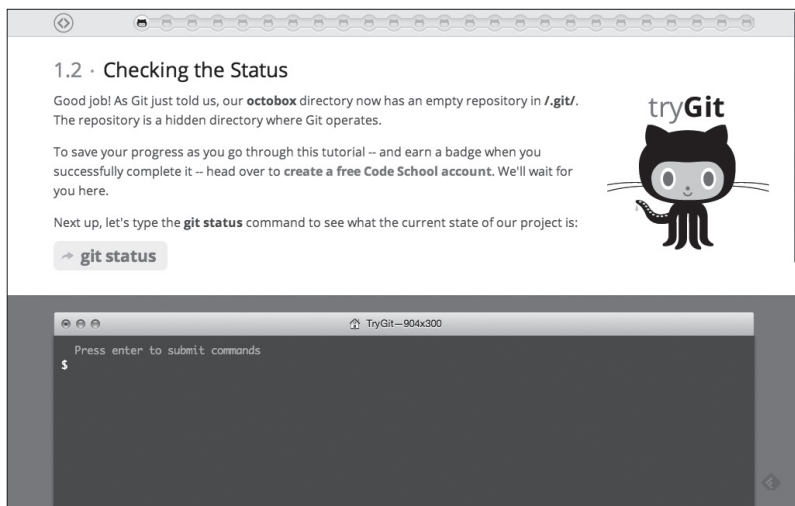 1.2 · Checking the Status
Good job! As Git just told us, our octobox directory now has an empty repository in /.git/.
The repository is a hidden directory where Git operates.
To save your progress as you go through this tutorial -- and earn a badge when you
successfully complete it -- head over to create a free Code School account. We'll wait for
you here.
Next up, let's type the git status command to see what the current state of our project is:
git status
tryGit
TryGit—904x300
Press enter to submit commands
$